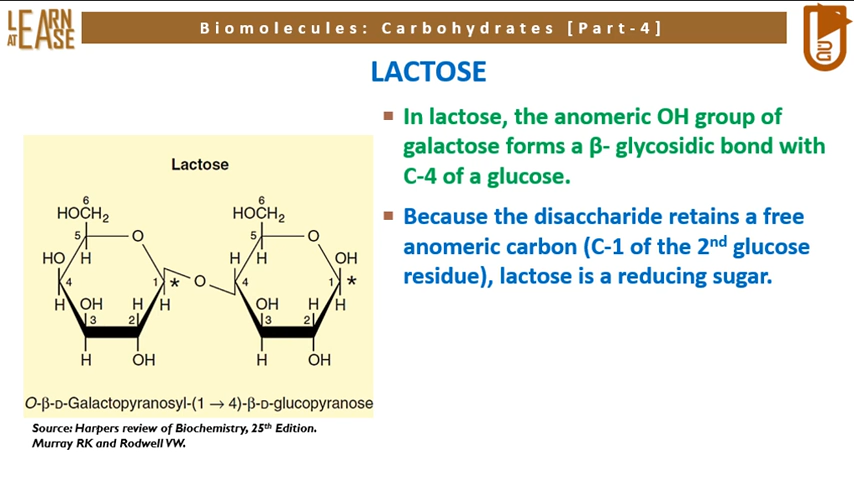 LEARN
AT EASE
Biomolecules: Carbohydrates [Part-4]
LACTOSE
▪ In lactose, the anomeric OH group of
galactose forms a β- glycosidic bond with
C-4 of a glucose.
▪ Because the disaccharide retains a free
anomeric carbon (C-1 of the 2nd glucose
residue), lactose is a reducing sugar.
Lactose
6 6
HOCH2 HOCH2
5 O 5 O
HO H H H OH
4 1 * O 4 1 *
H OH H H OH H H
3 2 3 2
H OH H OH
O-β-D-Galactopyranosyl-(1 → 4)-β-D-glucopyranose
Source: Harpers review of Biochemistry, 25th Edition.
Murray RK and Rodwell VW.